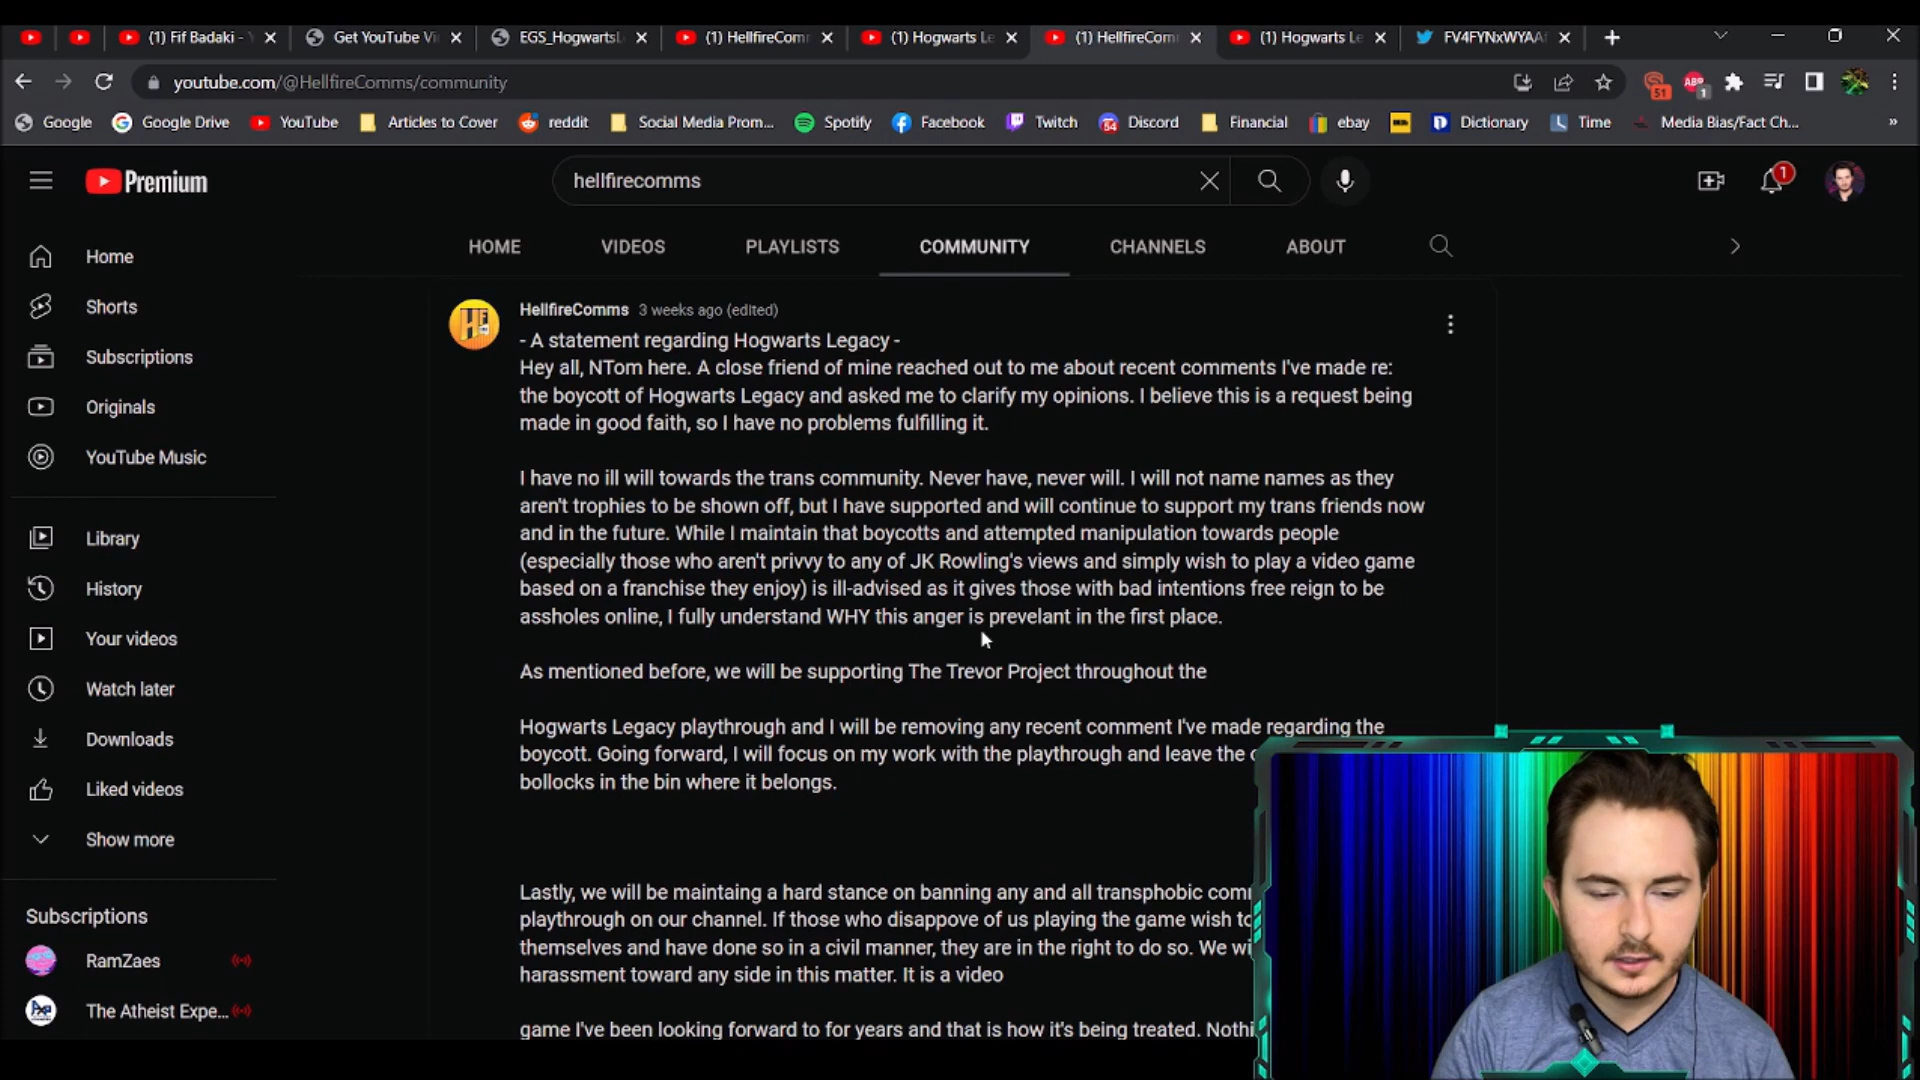 (1) Fif Badaki -
Get YouTube Vi
EGS_HogwartsL
(1) HellfireCom
(1) Hogwarts Le
(1) HellfireCom
(1) Hogwarts Le
FV4FYNxWYAA
youtube.com/@HellfireComms/community
51
ABP
1
Google
Google Drive
YouTube
Articles to Cover
reddit
Social Media Prom...
Spotify
Facebook
Twitch
54
Discord
Financial
ebay
Dictionary
Time
Media Bias/Fact Ch...
Premium
hellfirecomms
1
HOME
VIDEOS
PLAYLISTS
COMMUNITY
CHANNELS
ABOUT
Home
Shorts
Subscriptions
Originals
YouTube Music
Library
History
Your videos
Watch later
Downloads
Liked videos
Show more
Subscriptions
RamZaes
The Atheist Expe...
HF
HellfireComms 3 weeks ago (edited)
- A statement regarding Hogwarts Legacy -
Hey all, NTom here. A close friend of mine reached out to me about recent comments I've made re:
the boycott of Hogwarts Legacy and asked me to clarify my opinions. I believe this is a request being
made in good faith, so I have no problems fulfilling it.
I have no ill will towards the trans community. Never have, never will. I will not name names as they
aren't trophies to be shown off, but I have supported and will continue to support my trans friends now
and in the future. While I maintain that boycotts and attempted manipulation towards people
(especially those who aren't privvy to any of JK Rowling's views and simply wish to play a video game
based on a franchise they enjoy) is ill-advised as it gives those with bad intentions free reign to be
assholes online, I fully understand WHY this anger is prevelant in the first place.
As mentioned before, we will be supporting The Trevor Project throughout the
Hogwarts Legacy playthrough and I will be removing any recent comment I've made regarding the
boycott. Going forward, I will focus on my work with the playthrough and leave the
bollocks in the bin where it belongs.
Lastly, we will be maintaing a hard stance on banning any and all transphobic com
playthrough on our channel. If those who disappove of us playing the game wish to
themselves and have done so in a civil manner, they are in the right to do so. We wi
harassment toward any side in this matter. It is a video
game I've been looking forward to for years and that is how it's being treated. Nothi